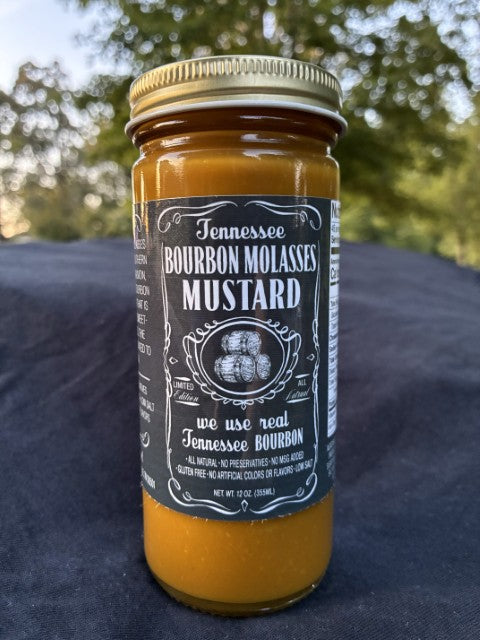 Tennessee
BOURBON MOLASSES
MUSTARD
LIMITED
Edition
ALL
Natural
we use real
Tennessee BOURBON
• ALL NATURAL • NO PRESERVATIVES • NO MSG ADDED
• GLUTEN FREE • NO ARTIFICIAL COLORS OR FLAVORS • LOW SALT
NET WT. 12 OZ. (355ML)